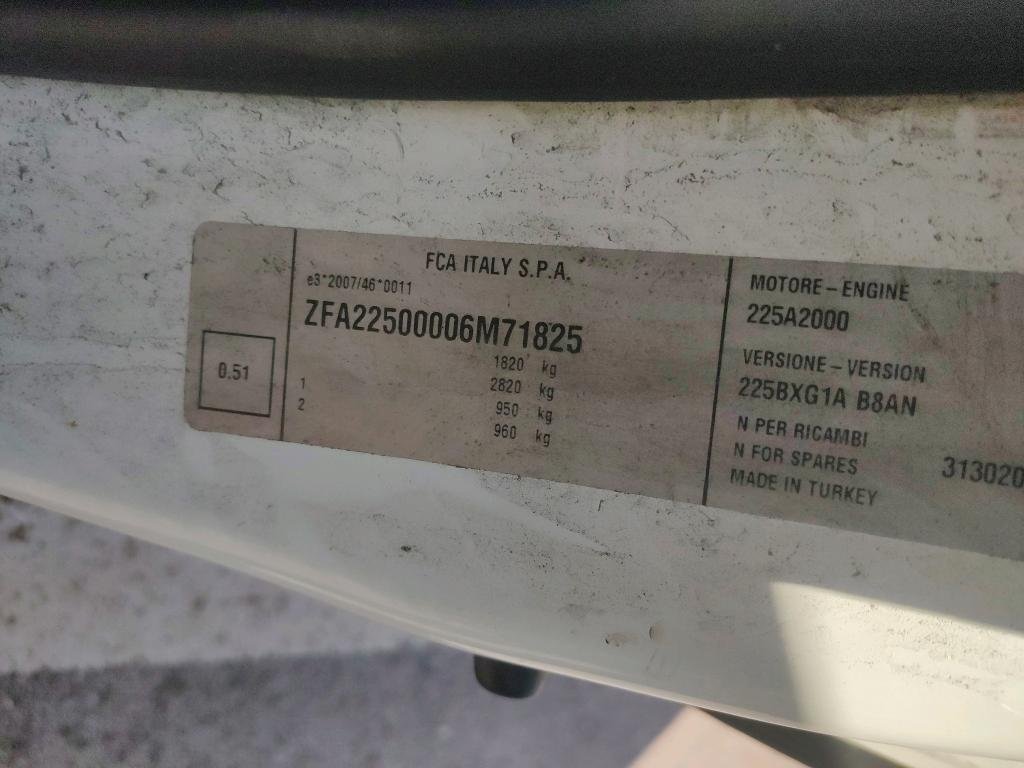 FCA ITALY S.P.A.
e3*2007/46*0011
ZFA22500006M71825
1820 kg
1 2820 kg
2 950 kg
960 kg
0.51
MOTORE – ENGINE
225A2000
VERSIONE – VERSION
225BXG1A B8AN
N PER RICAMBI
N FOR SPARES 313020
MADE IN TURKEY